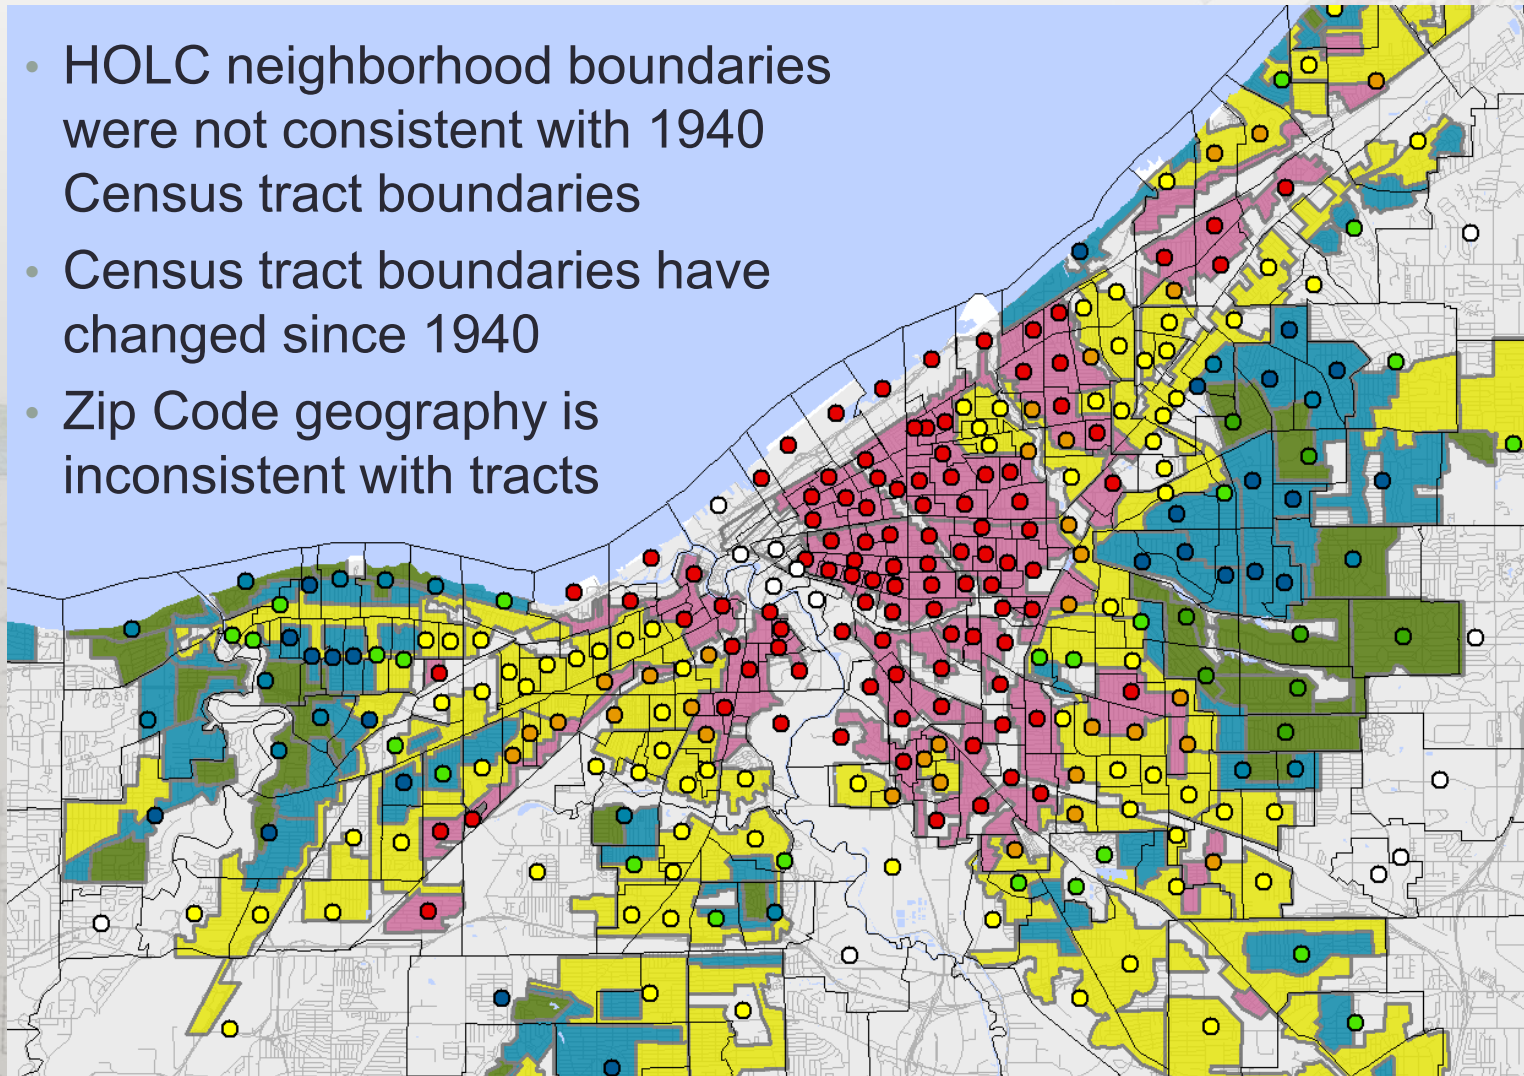 • HOLC neighborhood boundaries
were not consistent with 1940
Census tract boundaries
• Census tract boundaries have
changed since 1940
• Zip Code geography is
inconsistent with tracts